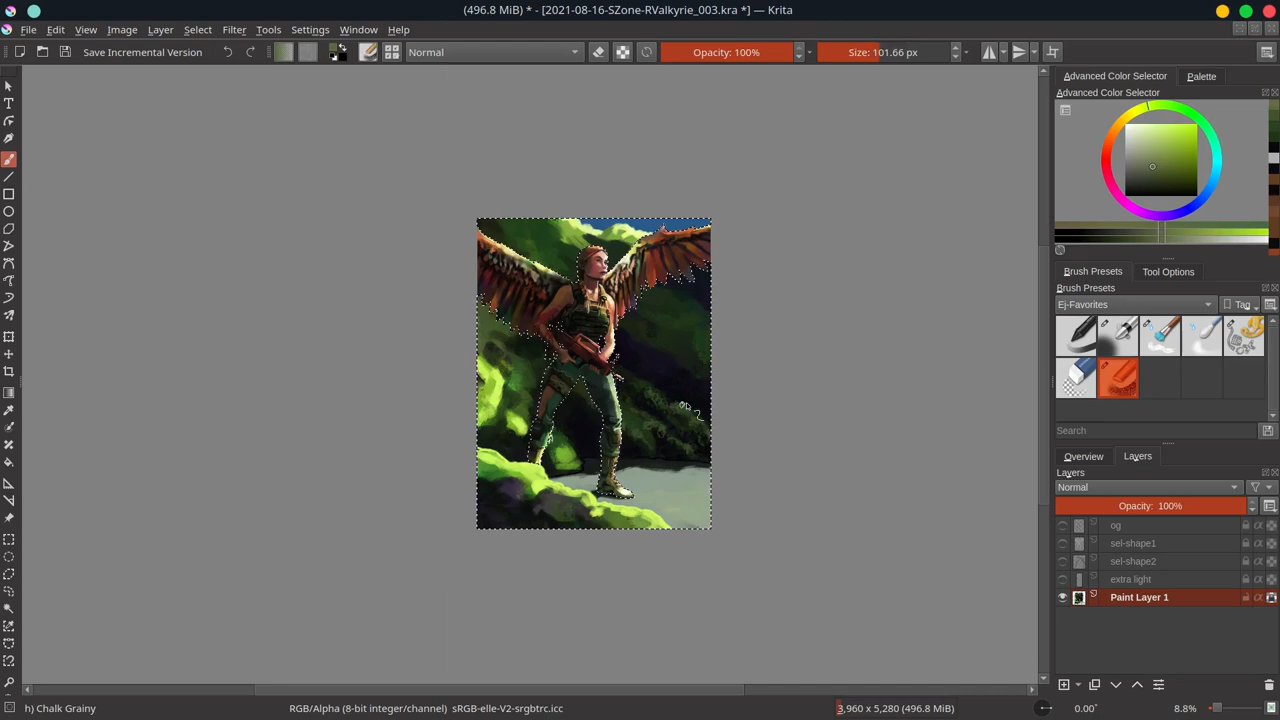 (496.8 MiB) * - [2021-08-16-SZone-RValkyrie_003.kra *] — Krita
File Edit View Image Layer Select Filter Tools Settings Window Help
Save Incremental Version Normal Opacity: 100% Size: 101.66 px
Advanced Color Selector Palette
Advanced Color Selector
Brush Presets Tool Options
Brush Presets
Ej-Favorites Tag
Search
Overview Layers
Layers
Normal
Opacity: 100%
og
sel-shape1
sel-shape2
extra light
Paint Layer 1
h) Chalk Grainy RGB/Alpha (8-bit integer/channel) sRGB-elle-V2-srgbtrc.icc 3,960 x 5,280 (496.8 MiB) 0.00° 8.8%